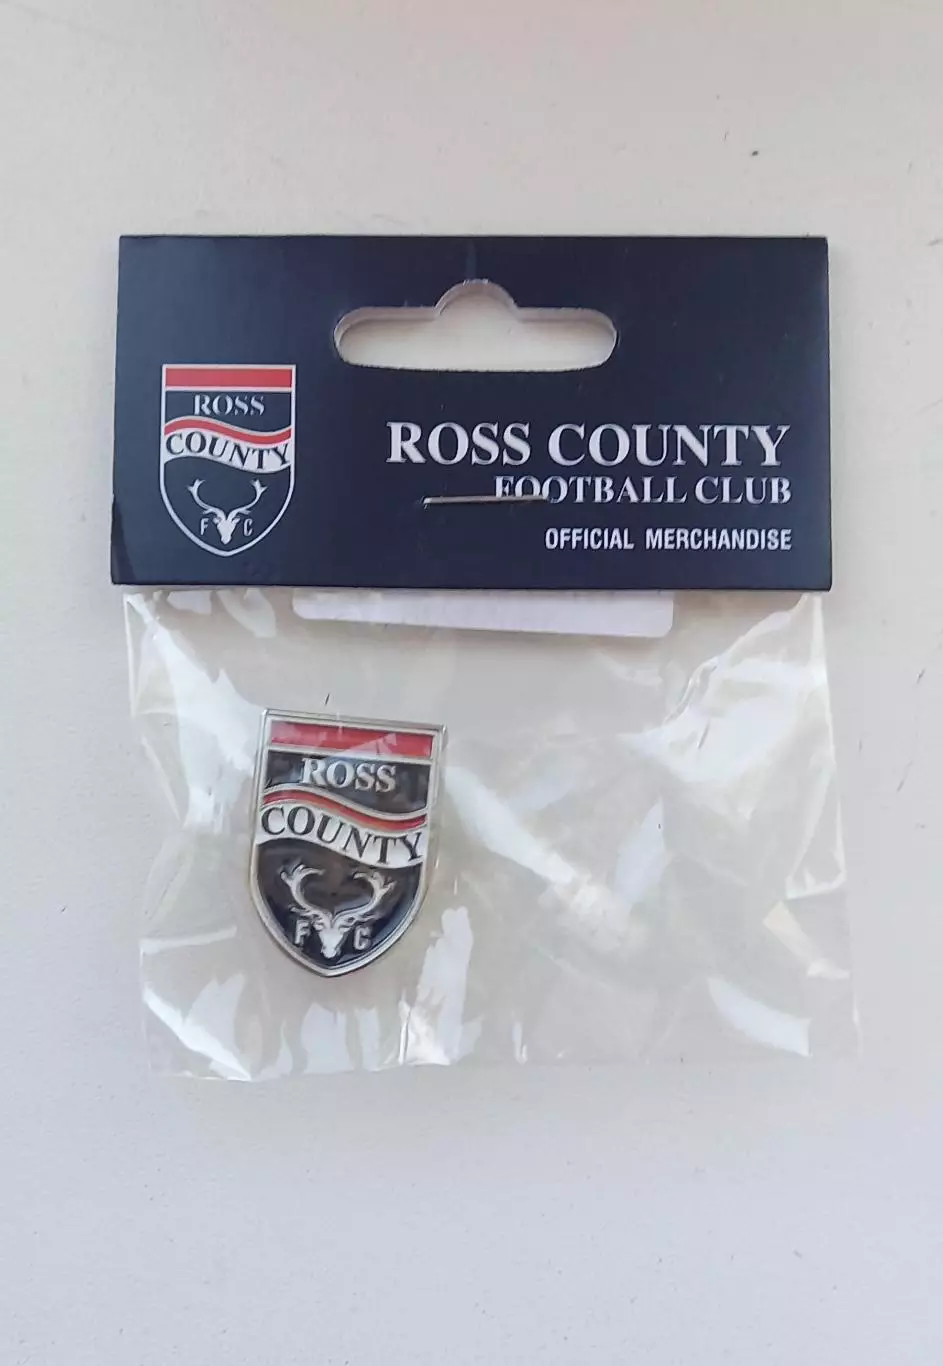 ROSS
COUNTY
F C
ROSS COUNTY
FOOTBALL CLUB
OFFICIAL MERCHANDISE
ROSS
COUNTY
F C